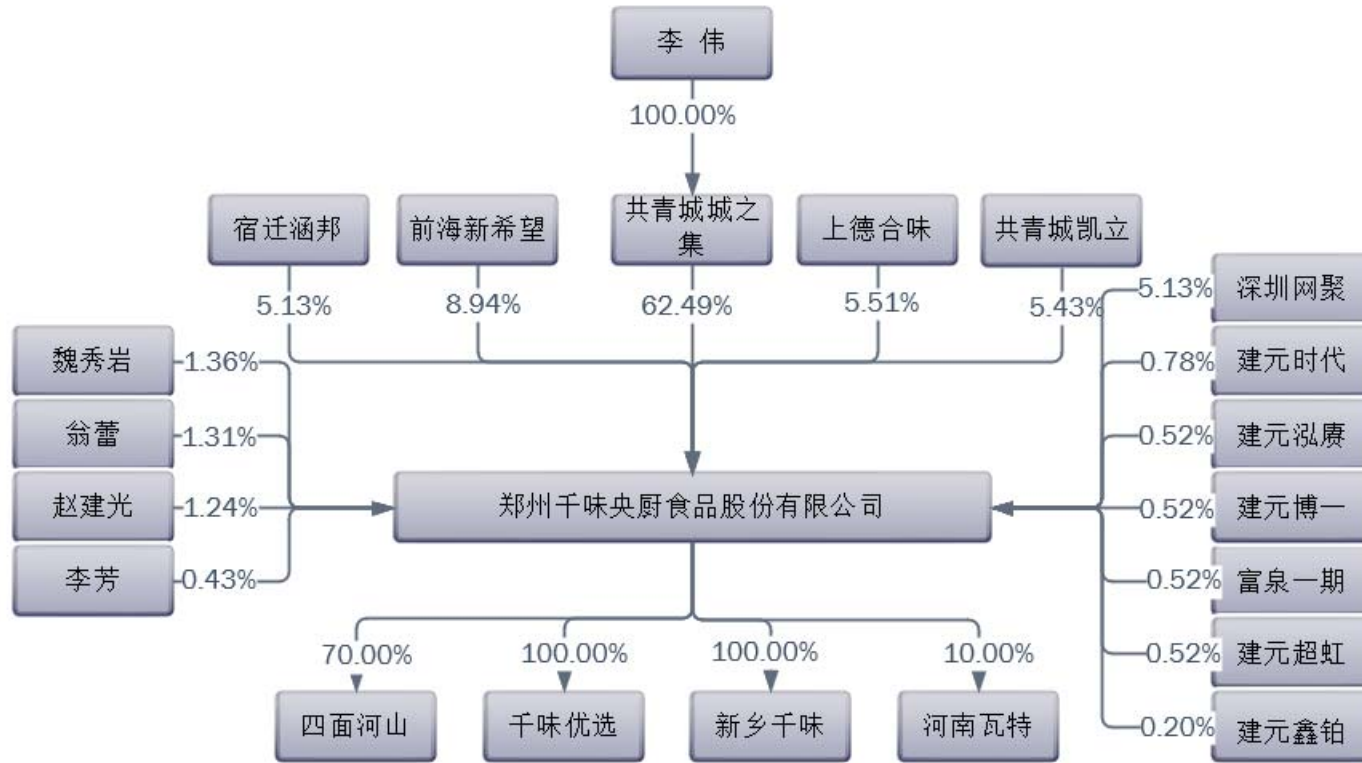 李 伟
100.00%
宿迁涵邦
前海新希望
共青城城之
集
上德合味
共青城凯立
5.13%
8.94%
62.49%
5.51%
5.43%
5.13%
深圳网聚
魏秀岩
1.36%
0.78%
建元时代
翁蕾
1.31%
0.52%
建元泓赓
赵建光
1.24%
郑州千味央厨食品股份有限公司
0.52%
建元博一
李芳
0.43%
0.52%
富泉一期
70.00%
100.00%
100.00%
10.00%
0.52%
建元超虹
四面河山
千味优选
新乡千味
河南瓦特
0.20%
建元鑫铂